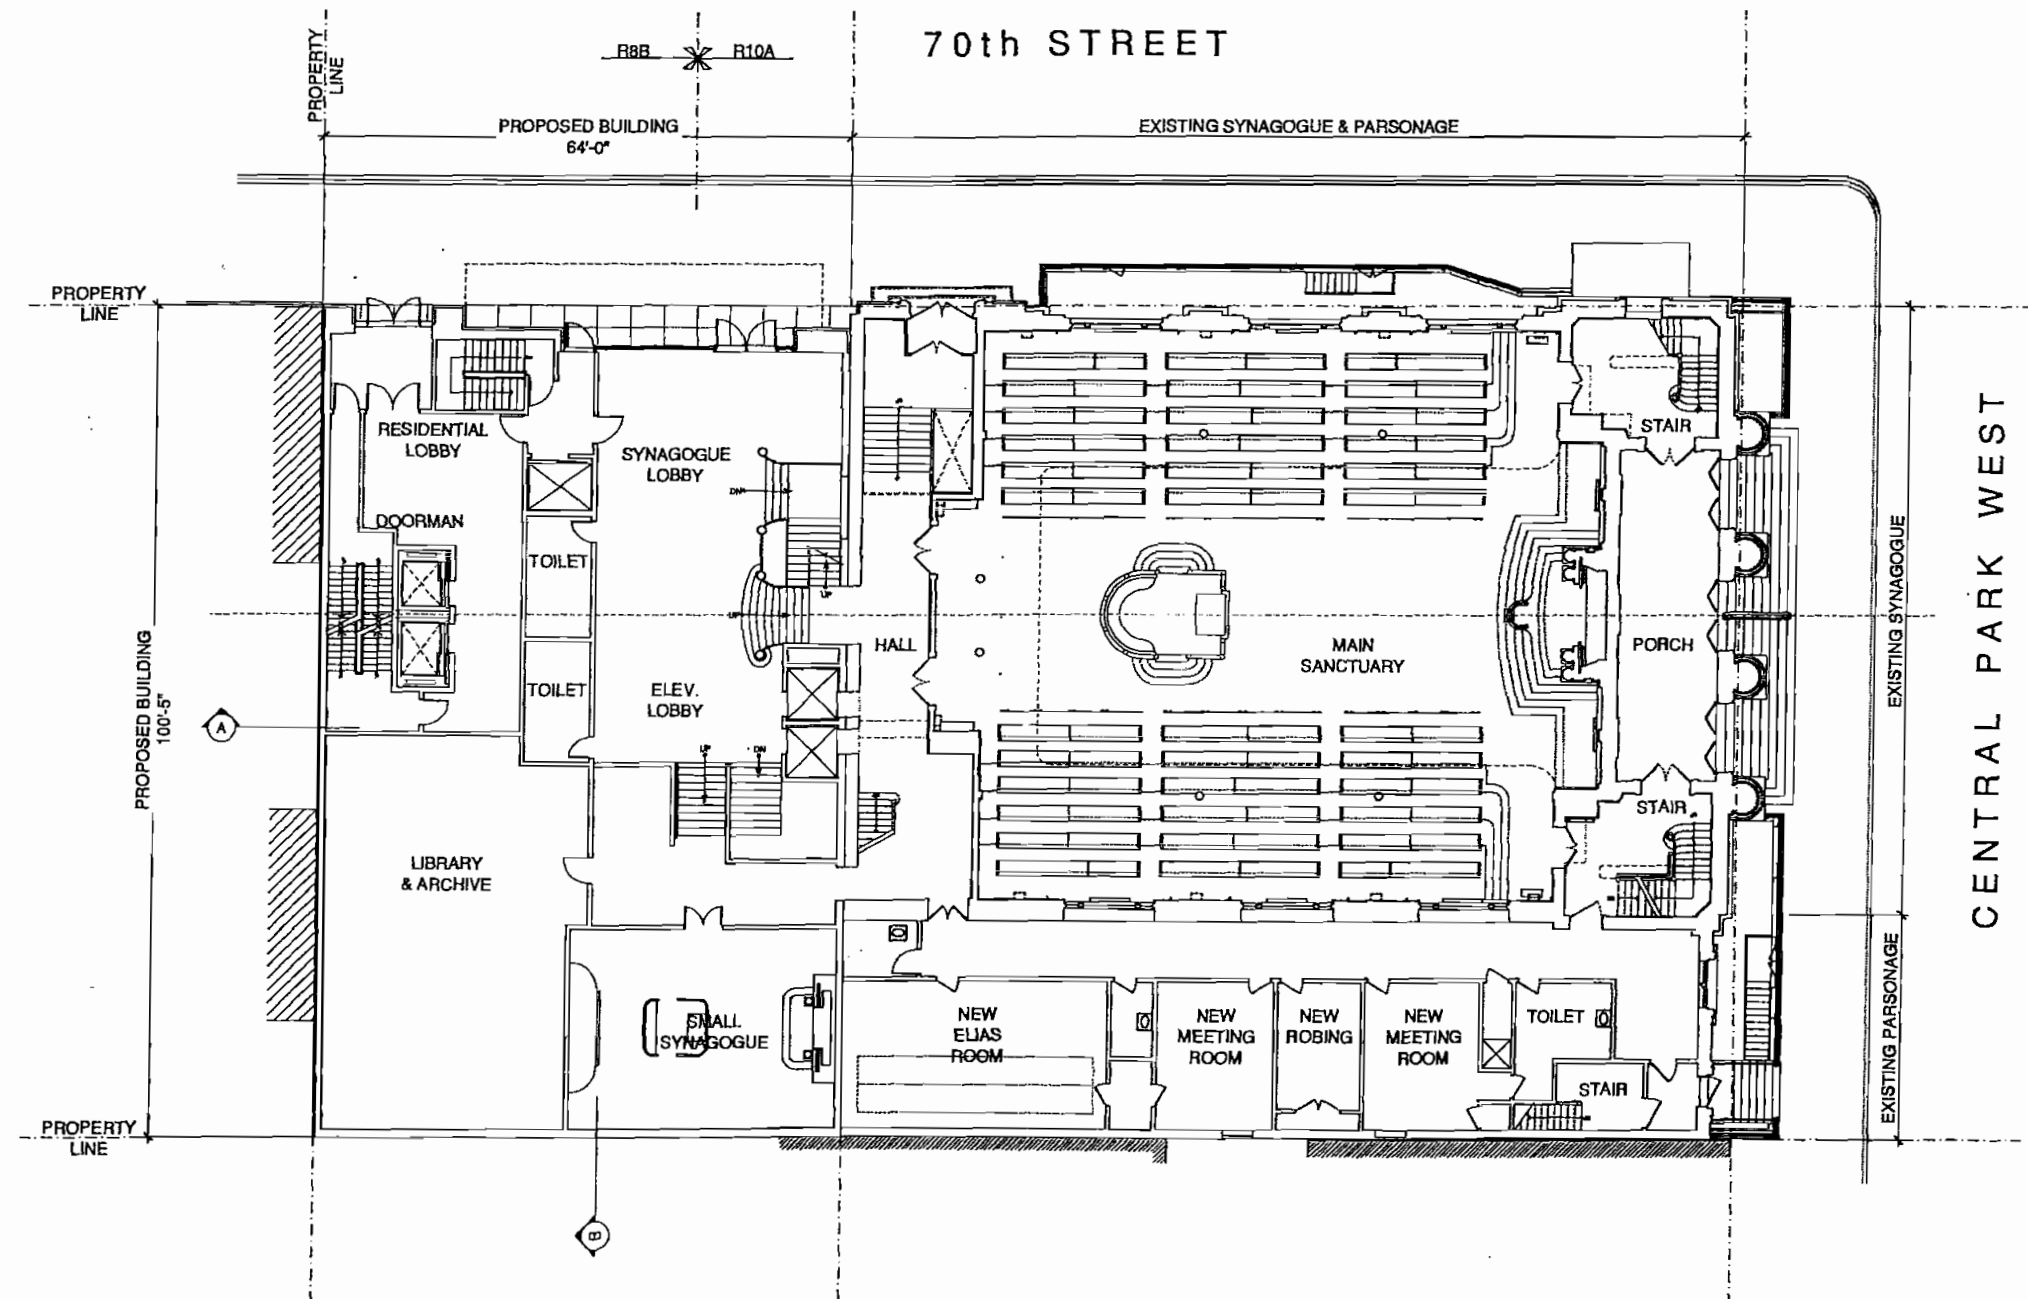 70th STREET
PROPERTY
LINE
R8B
R10A
PROPOSED BUILDING
64'-0"
EXISTING SYNAGOGUE & PARSONAGE
PROPERTY
LINE
RESIDENTIAL
LOBBY
SYNAGOGUE
LOBBY
DN
UP
STAIR
DOORMAN
TOILET
UP
UP
HALL
MAIN
SANCTUARY
PORCH
EXISTING SYNAGOGUE
CENTRAL PARK WEST
PROPOSED BUILDING
100'-5"
TOILET
ELEV.
LOBBY
A
UP
DN
STAIR
LIBRARY
& ARCHIVE
SMALL
SYNAGOGUE
NEW
ELIAS
ROOM
NEW
MEETING
ROOM
NEW
ROBING
NEW
MEETING
ROOM
TOILET
STAIR
EXISTING PARSONAGE
PROPERTY
LINE
B